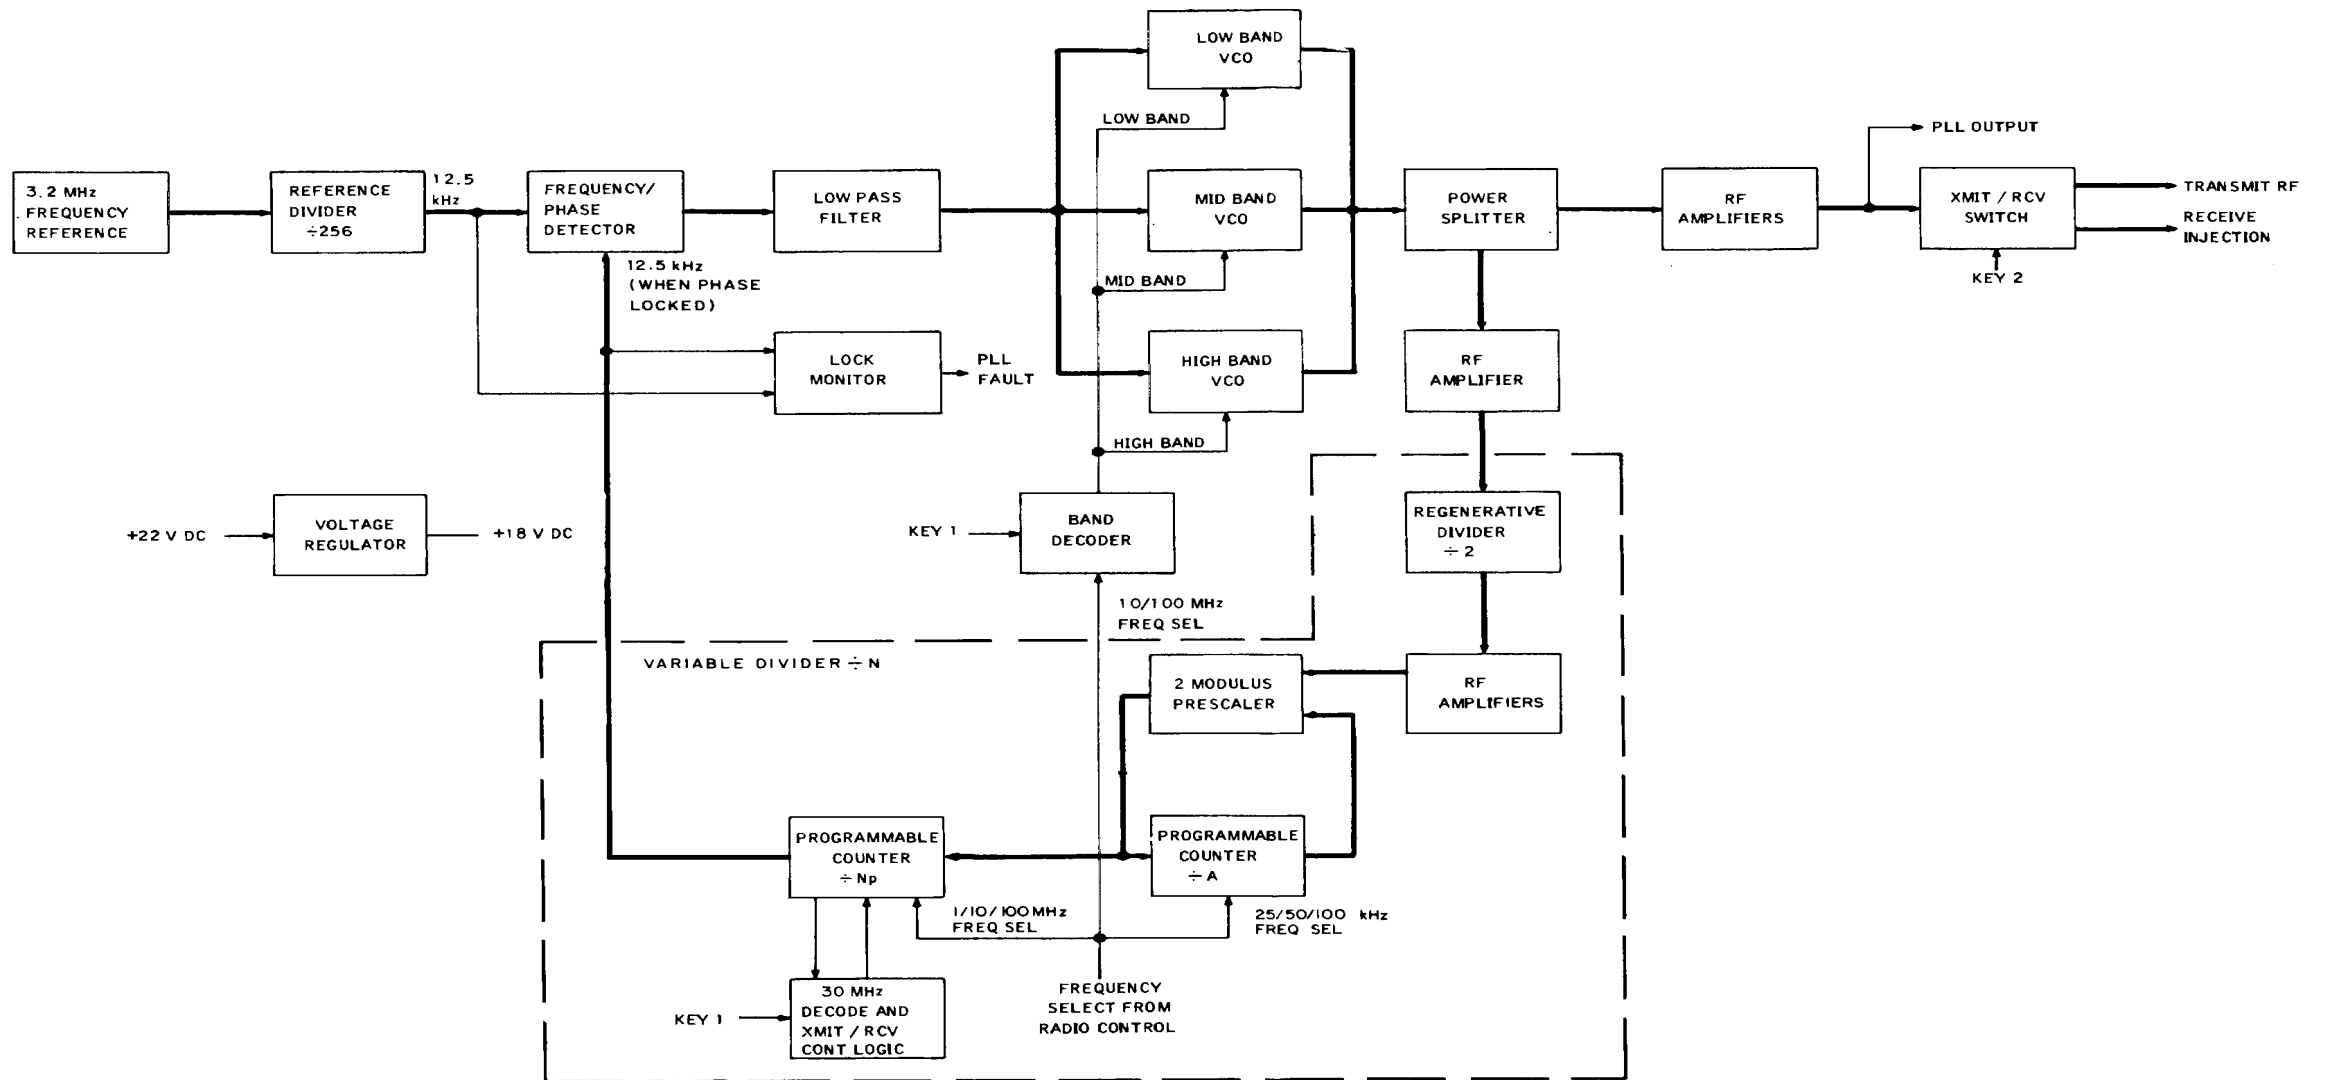 LOW BAND
VCO
LOW BAND
PLL OUTPUT
3.2 MHz
FREQUENCY
REFERENCE
REFERENCE
DIVIDER
÷256
12.5
kHz
FREQUENCY/
PHASE
DETECTOR
LOW PASS
FILTER
MID BAND
VCO
POWER
SPLITTER
RF
AMPLIFIERS
XMIT / RCV
SWITCH
TRANSMIT RF
RECEIVE
INJECTION
12.5 kHz
(WHEN PHASE
LOCKED)
MID BAND
KEY 2
LOCK
MONITOR
PLL
FAULT
HIGH BAND
VCO
RF
AMPLIFIER
HIGH BAND
+22 V DC
VOLTAGE
REGULATOR
+18 V DC
KEY 1
BAND
DECODER
REGENERATIVE
DIVIDER
÷ 2
10/100 MHz
FREQ SEL
VARIABLE DIVIDER ÷ N
2 MODULUS
PRESCALER
RF
AMPLIFIERS
PROGRAMMABLE
COUNTER
÷ Np
PROGRAMMABLE
COUNTER
÷ A
1/10/100 MHz
FREQ SEL
25/50/100 kHz
FREQ SEL
KEY 1
30 MHz
DECODE AND
XMIT / RCV
CONT LOGIC
FREQUENCY
SELECT FROM
RADIO CONTROL